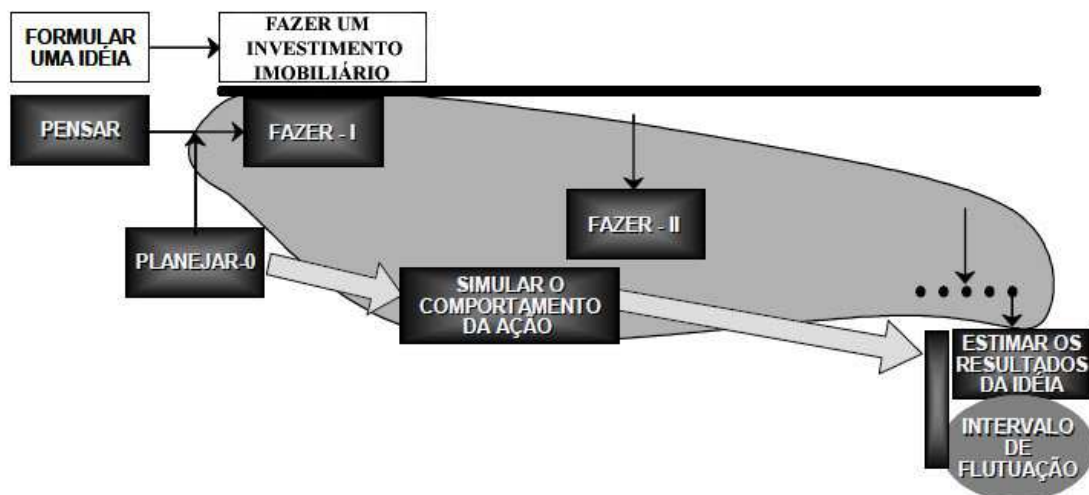 FORMULAR
UMA IDÉIA
FAZER UM
INVESTIMENTO
IMOBILIÁRIO
PENSAR
FAZER - I
FAZER - II
PLANEJAR-0
SIMULAR O
COMPORTAMENTO
DA AÇÃO
ESTIMAR OS
RESULTADOS
DA IDÉIA
INTERVALO
DE
FLUTUAÇÃO